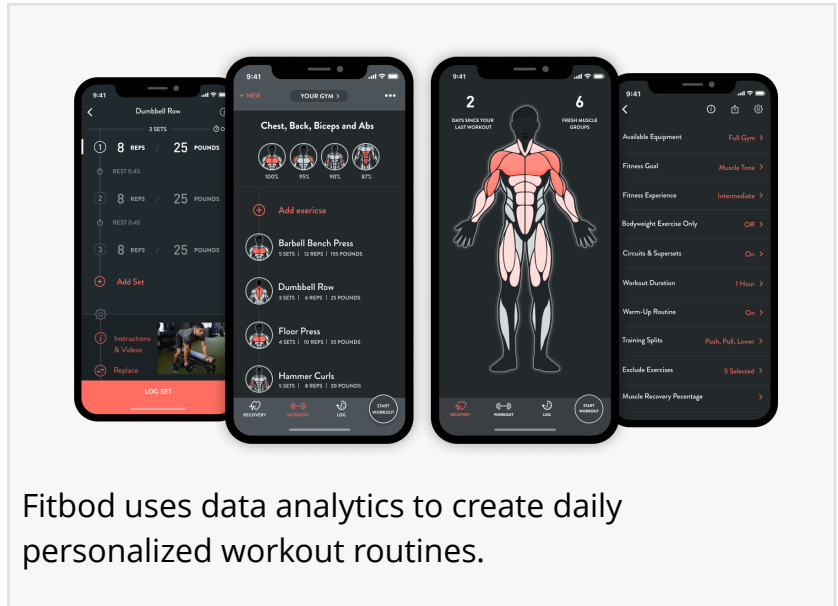 9:41
Dumbbell Row
3 SETS
1 8 REPS / 25 POUNDS
REST 0:45
2 8 REPS / 25 POUNDS
REST 0:45
3 8 REPS / 25 POUNDS
Add Set
Instructions
& Videos
Replace
LOG SET
9:41
+ NEW YOUR GYM >
Chest, Back, Biceps and Abs
100% 95% 90% 87%
Add exericse
Barbell Bench Press
5 SETS | 12 REPS | 155 POUNDS
Dumbbell Row
3 SETS | 6 REPS | 25 POUNDS
Floor Press
4 SETS | 10 REPS | 55 POUNDS
Hammer Curls
5 SETS | 8 REPS | 30 POUNDS
RECOVERY WORKOUT LOG START
WORKOUT
9:41
2 6
DAYS SINCE YOUR FRESH MUSCLE
LAST WORKOUT GROUPS
RECOVERY WORKOUT LOG START
WORKOUT
9:41
Available Equipment Full Gym >
Fitness Goal Muscle Tone >
Fitness Experience Intermediate >
Bodyweight Exercise Only Off >
Circuits & Supersets On >
Workout Duration 1 Hour >
Warm-Up Routine On >
Training Splits Push, Pull, Lower >
Exclude Exercises 5 Selected >
Muscle Recovery Pecentage >
Fitbod uses data analytics to create daily
personalized workout routines.